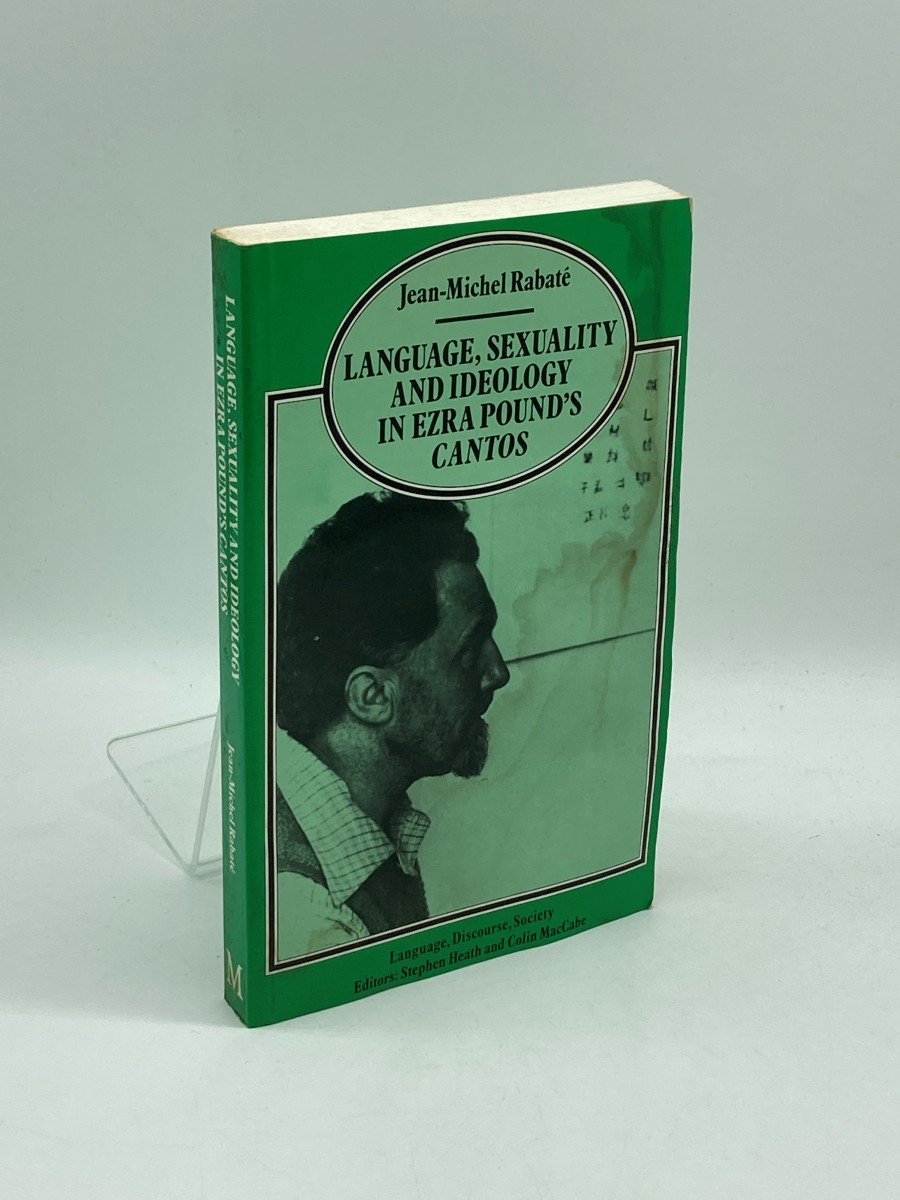 Jean-Michel Rabaté
LANGUAGE, SEXUALITY
AND IDEOLOGY
IN EZRA POUND'S
CANTOS
Language, Discourse, Society
Editors: Stephen Heath and Colin MacCabe
LANGUAGE, SEXUALITY AND IDEOLOGY
IN EZRA POUND'S CANTOS
Jean-Michel Rabaté
M